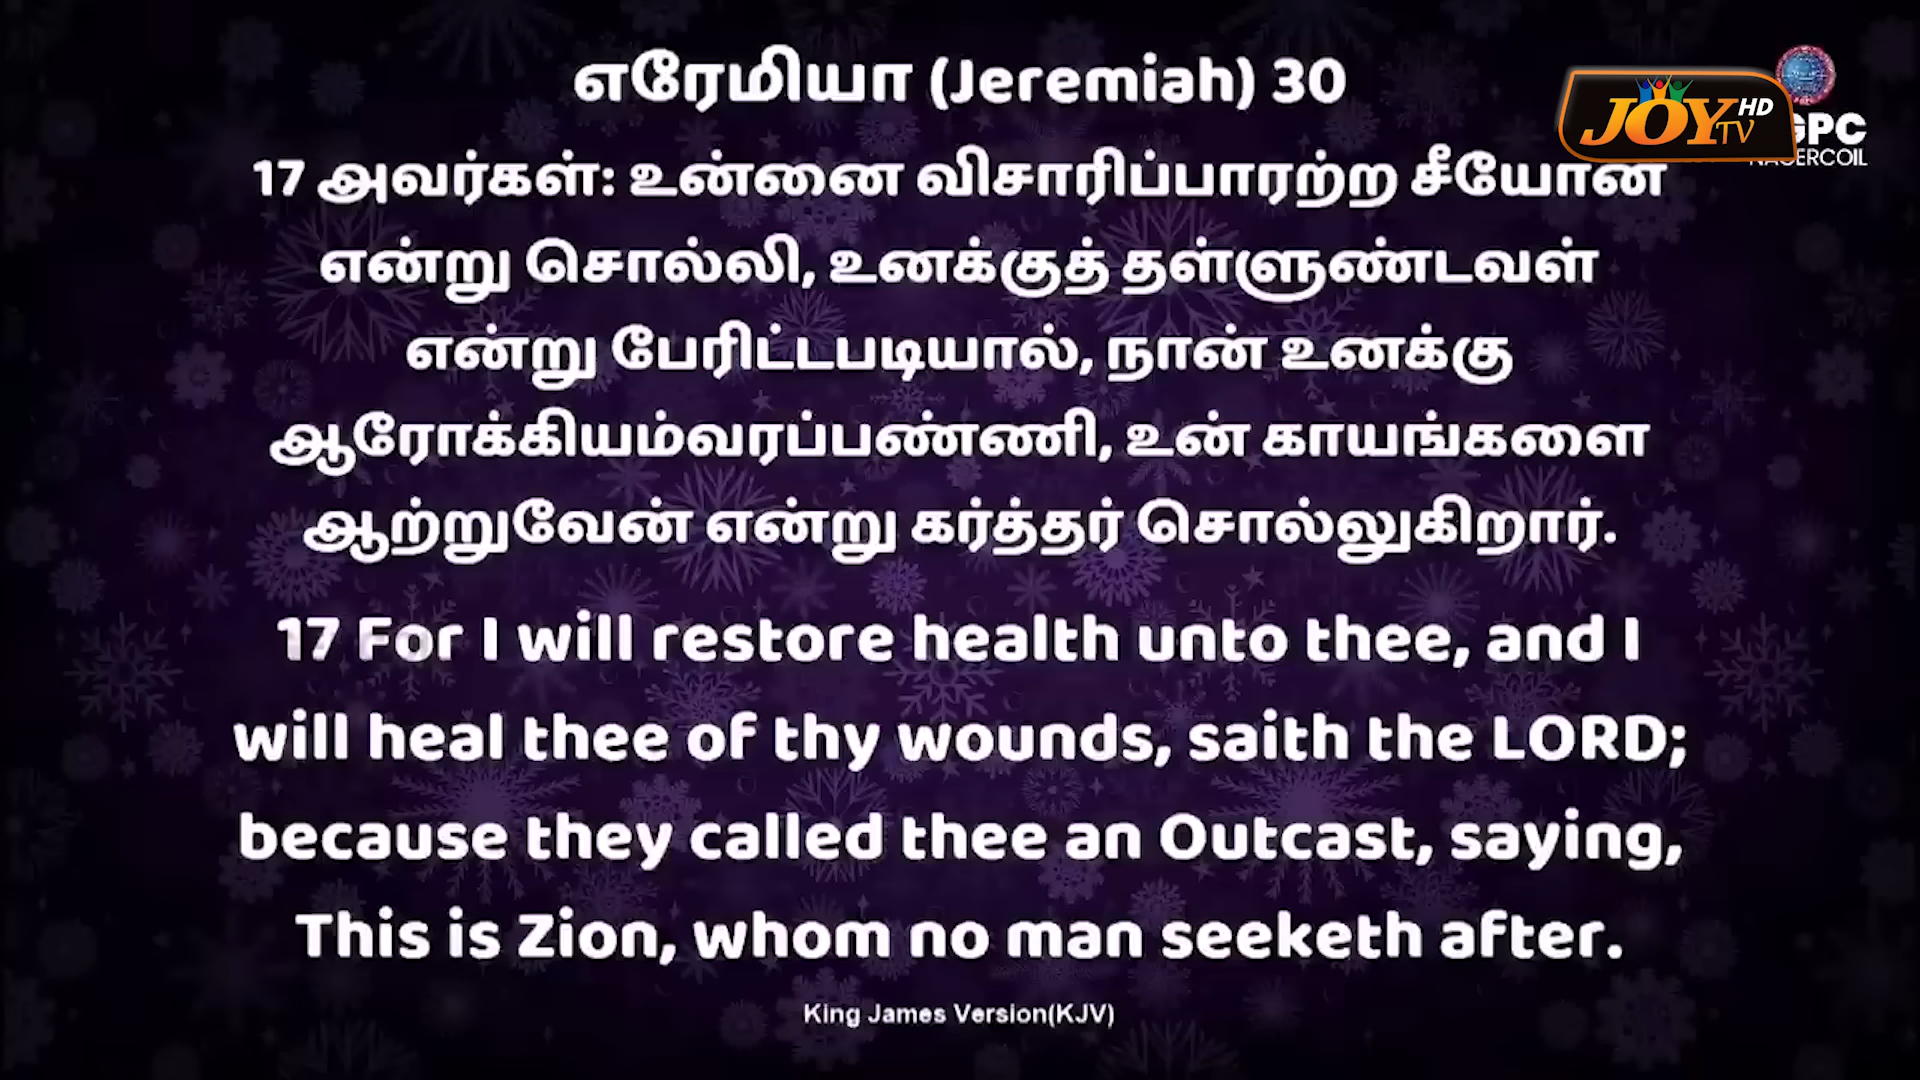 எரேமியா (Jeremiah) 30
JOY TV HD
GPC
NAGERCOIL
17 அவர்கள்: உன்னை விசாரிப்பாரற்ற சீயோன்
என்று சொல்லி, உனக்குத் தள்ளுண்டவள்
என்று பேரிட்டபடியால், நான் உனக்கு
ஆரோக்கியம்வரப்பண்ணி, உன் காயங்களை
ஆற்றுவேன் என்று கர்த்தர் சொல்லுகிறார்.
17 For I will restore health unto thee, and I
will heal thee of thy wounds, saith the LORD;
because they called thee an Outcast, saying,
This is Zion, whom no man seeketh after.
King James Version(KJV)